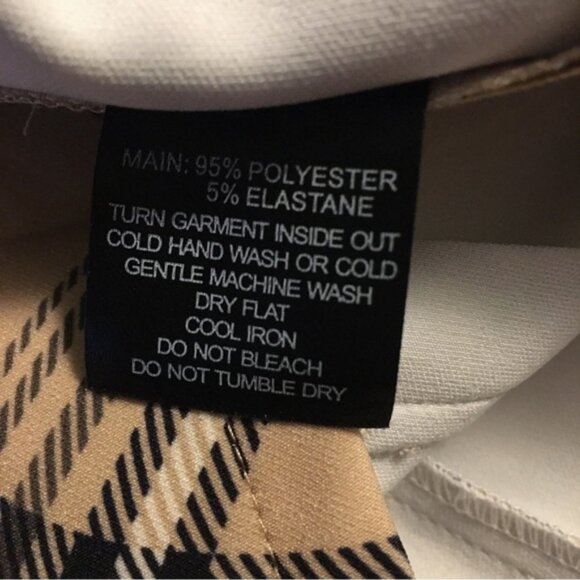 MAIN: 95% POLYESTER
5% ELASTANE
TURN GARMENT INSIDE OUT
COLD HAND WASH OR COLD
GENTLE MACHINE WASH
DRY FLAT
COOL IRON
DO NOT BLEACH
DO NOT TUMBLE DRY